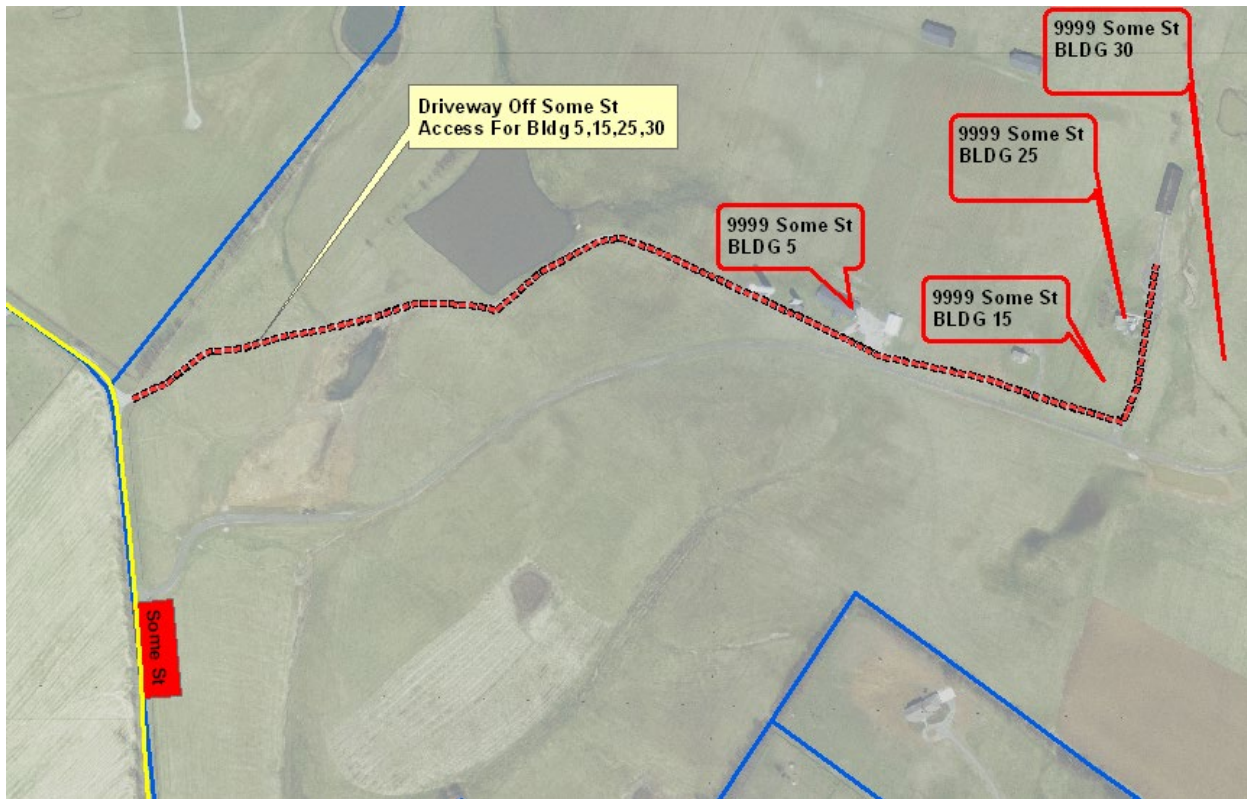 9999 Some St
BLDG 30
Driveway Off Some St
Access For Bldg 5,15,25,30
9999 Some St
BLDG 25
9999 Some St
BLDG 5
9999 Some St
BLDG 15
Some St